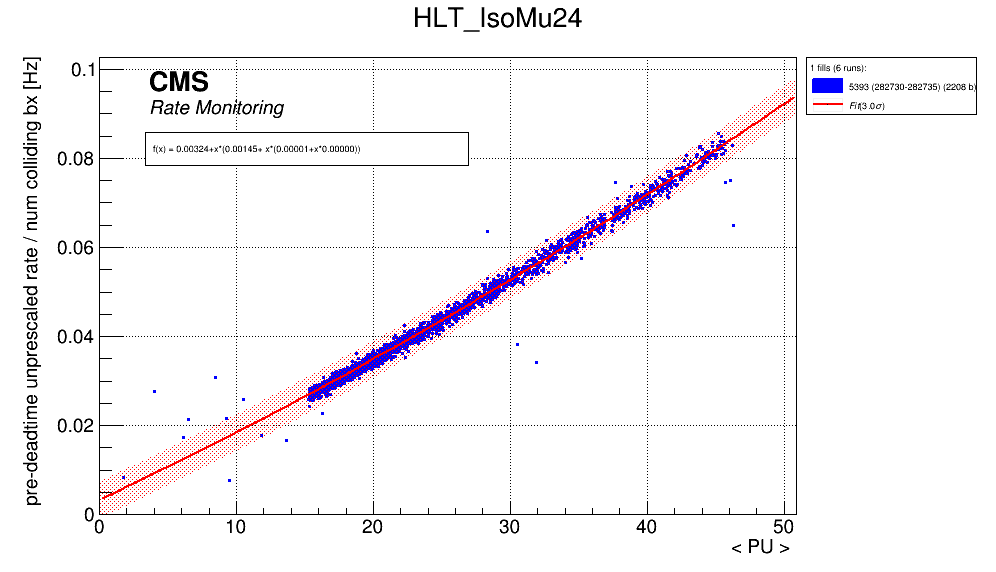 HLT_IsoMu24
pre-deadtime unprescaled rate / num colliding bx [Hz]
0.1
0.08
0.06
0.04
0.02
0
CMS
Rate Monitoring
f(x) = 0.00324+x*(0.00145+ x*(0.00001+x*0.00000))
0 10 20 30 40 50
< PU >
1 fills (6 runs):
5393 (282730-282735) (2208 b)
Fit(3.0σ)